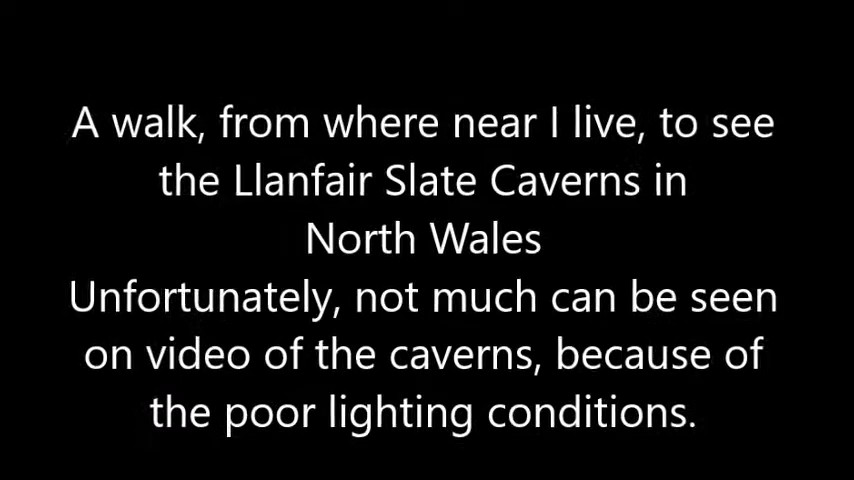 A walk, from where near I live, to see
the Llanfair Slate Caverns in
North Wales
Unfortunately, not much can be seen
on video of the caverns, because of
the poor lighting conditions.